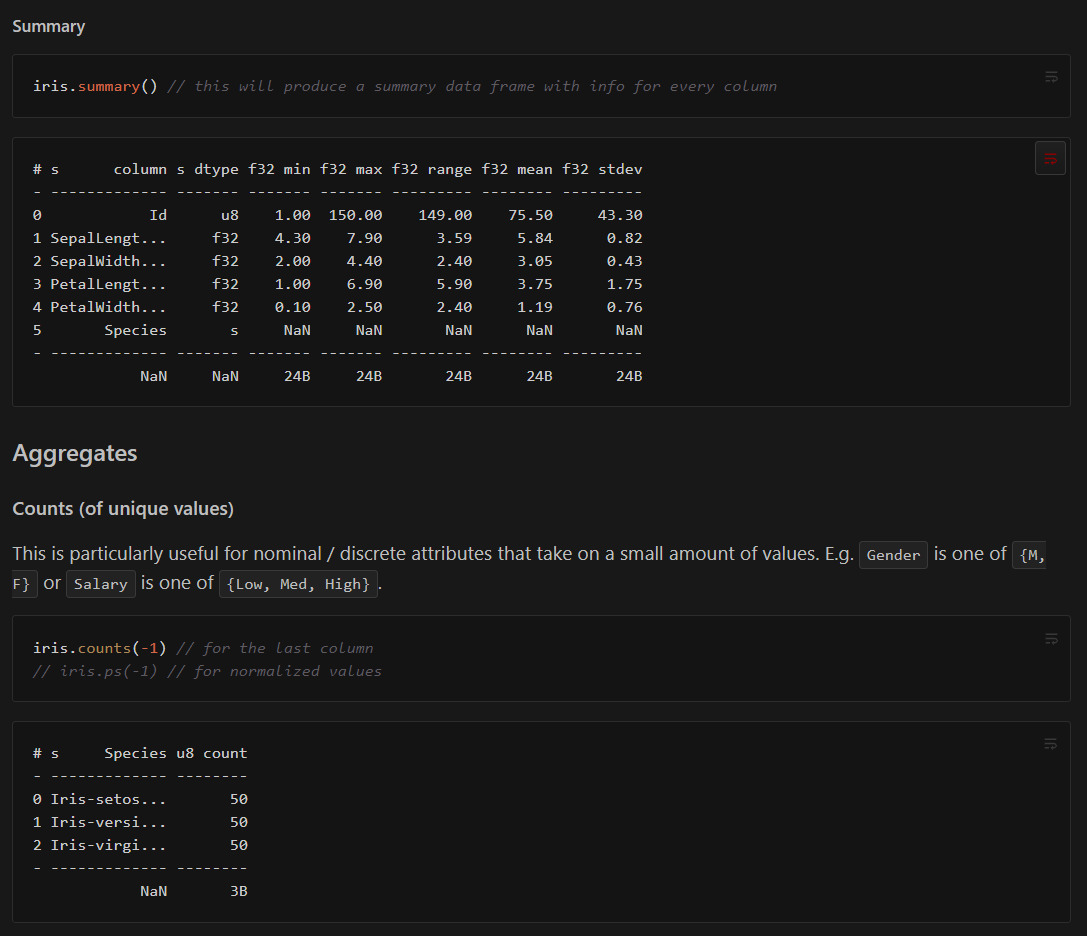 Summary
iris.summary() // this will produce a summary data frame with info for every column
# s      column s dtype f32 min f32 max f32 range f32 mean f32 stdev
- ------------- ------- ------- ------- --------- -------- ---------
0            Id      u8    1.00  150.00    149.00    75.50     43.30
1 SepalLengt...     f32    4.30    7.90      3.59     5.84      0.82
2 SepalWidth...     f32    2.00    4.40      2.40     3.05      0.43
3 PetalLengt...     f32    1.00    6.90      5.90     3.75      1.75
4 PetalWidth...     f32    0.10    2.50      2.40     1.19      0.76
5       Species       s     NaN     NaN       NaN      NaN       NaN
- ------------- ------- ------- ------- --------- -------- ---------
            NaN     NaN     24B     24B       24B      24B       24B
Aggregates
Counts (of unique values)
This is particularly useful for nominal / discrete attributes that take on a small amount of values. E.g. Gender is one of {M,
F} or Salary is one of {Low, Med, High}.
iris.counts(-1) // for the last column
// iris.ps(-1) // for normalized values
# s     Species u8 count
- ------------- --------
0 Iris-setos...       50
1 Iris-versi...       50
2 Iris-virgi...       50
- ------------- --------
            NaN       3B